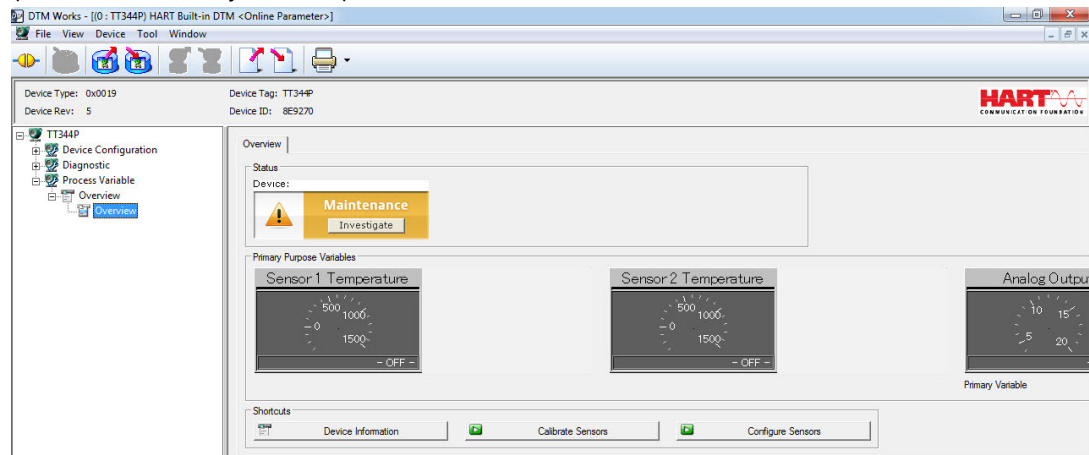 DTM Works - [(0 : TT344P) HART Built-in DTM <Online Parameter>]
File View Device Tool Window
Device Type: 0x0019
Device Tag: TT344P
Device Rev: 5
Device ID: 8E9270
HART
COMMUNICATION FOUNDATION
TT344P
Device Configuration
Diagnostic
Process Variable
Overview
Overview
Overview
Status
Device:
Maintenance
Investigate
Primary Purpose Variables
Sensor 1 Temperature
0 500 1000 1500
- OFF -
Sensor 2 Temperature
0 500 1000 1500
- OFF -
Analog Outpu
5 10 15 20
Primary Variable
Shortcuts
Device Information
Calibrate Sensors
Configure Sensors